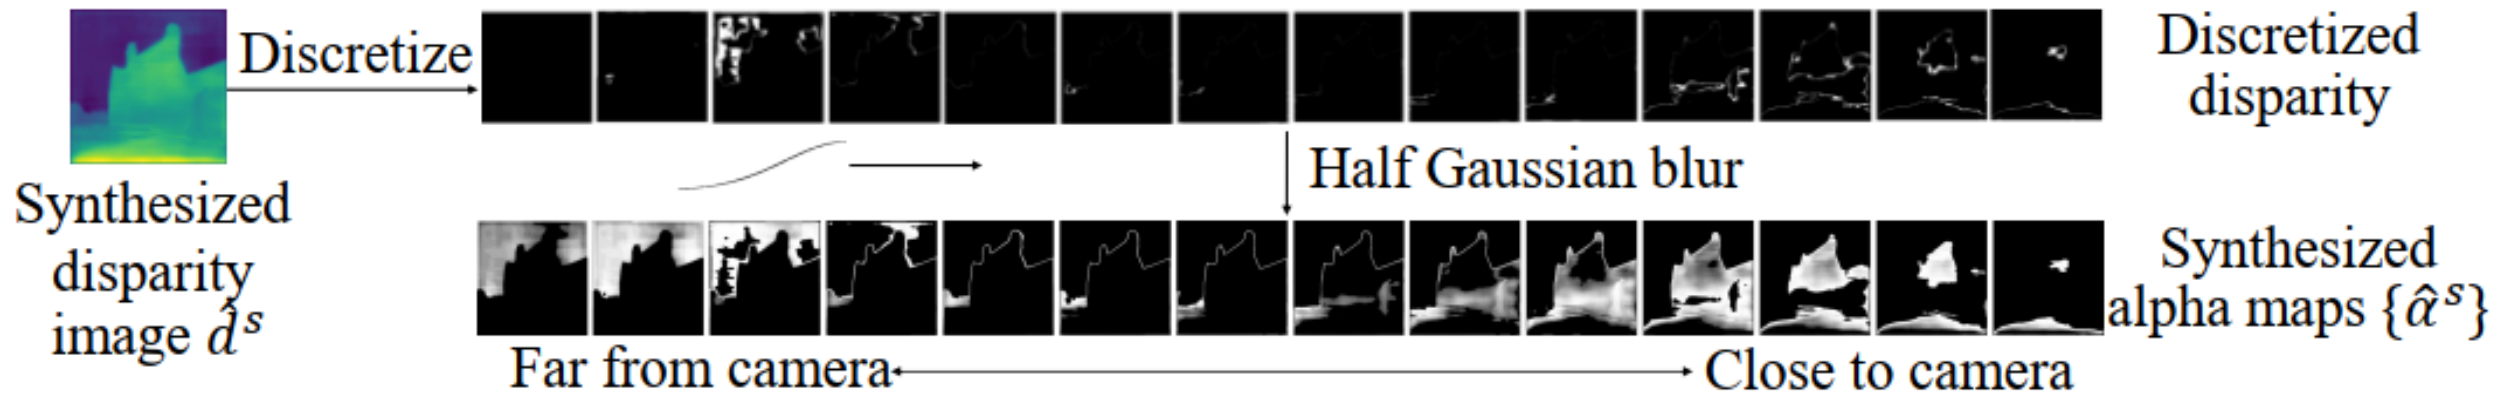 Discretize
Discretized
disparity
Half Gaussian blur
Synthesized
disparity
image d̂ˢ
Synthesized
alpha maps {α̂ˢ}
Far from camera
Close to camera